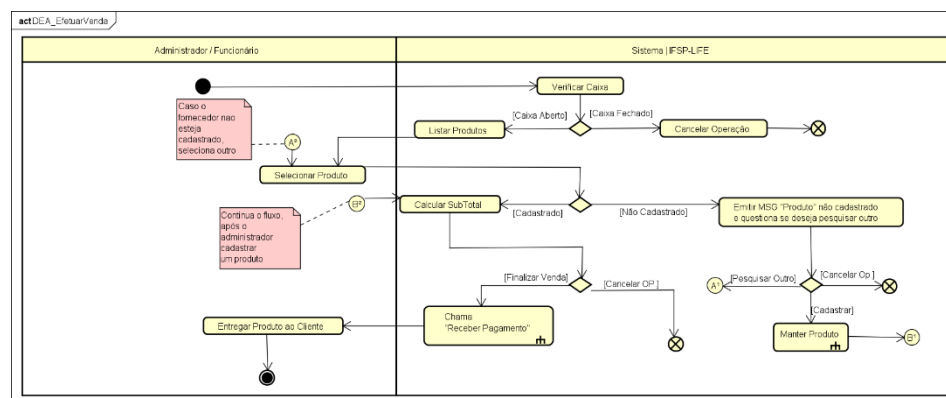 act DEA_EfetuarVenda
Administrador / Funcionário
Sistema | IFSP-LIFE
Verificar Caixa
[Caixa Aberto]
[Caixa Fechado]
Listar Produtos
Cancelar Operação
Caso o
fornecedor nao
esteja
cadastrado,
seleciona outro
Selecionar Produto
Continua o fluxo,
após o
administrador
cadastrar
um produto
Calcular SubTotal
[Cadastrado]
[Não Cadastrado]
Emitir MSG "Produto" não cadastrado
e questiona se deseja pesquisar outro
[Finalizar Venda]
[Cancelar OP.]
[Pesquisar Outro]
[Cancelar Op.]
[Cadastrar]
Entregar Produto ao Cliente
Chama
"Receber Pagamento"
Manter Produto